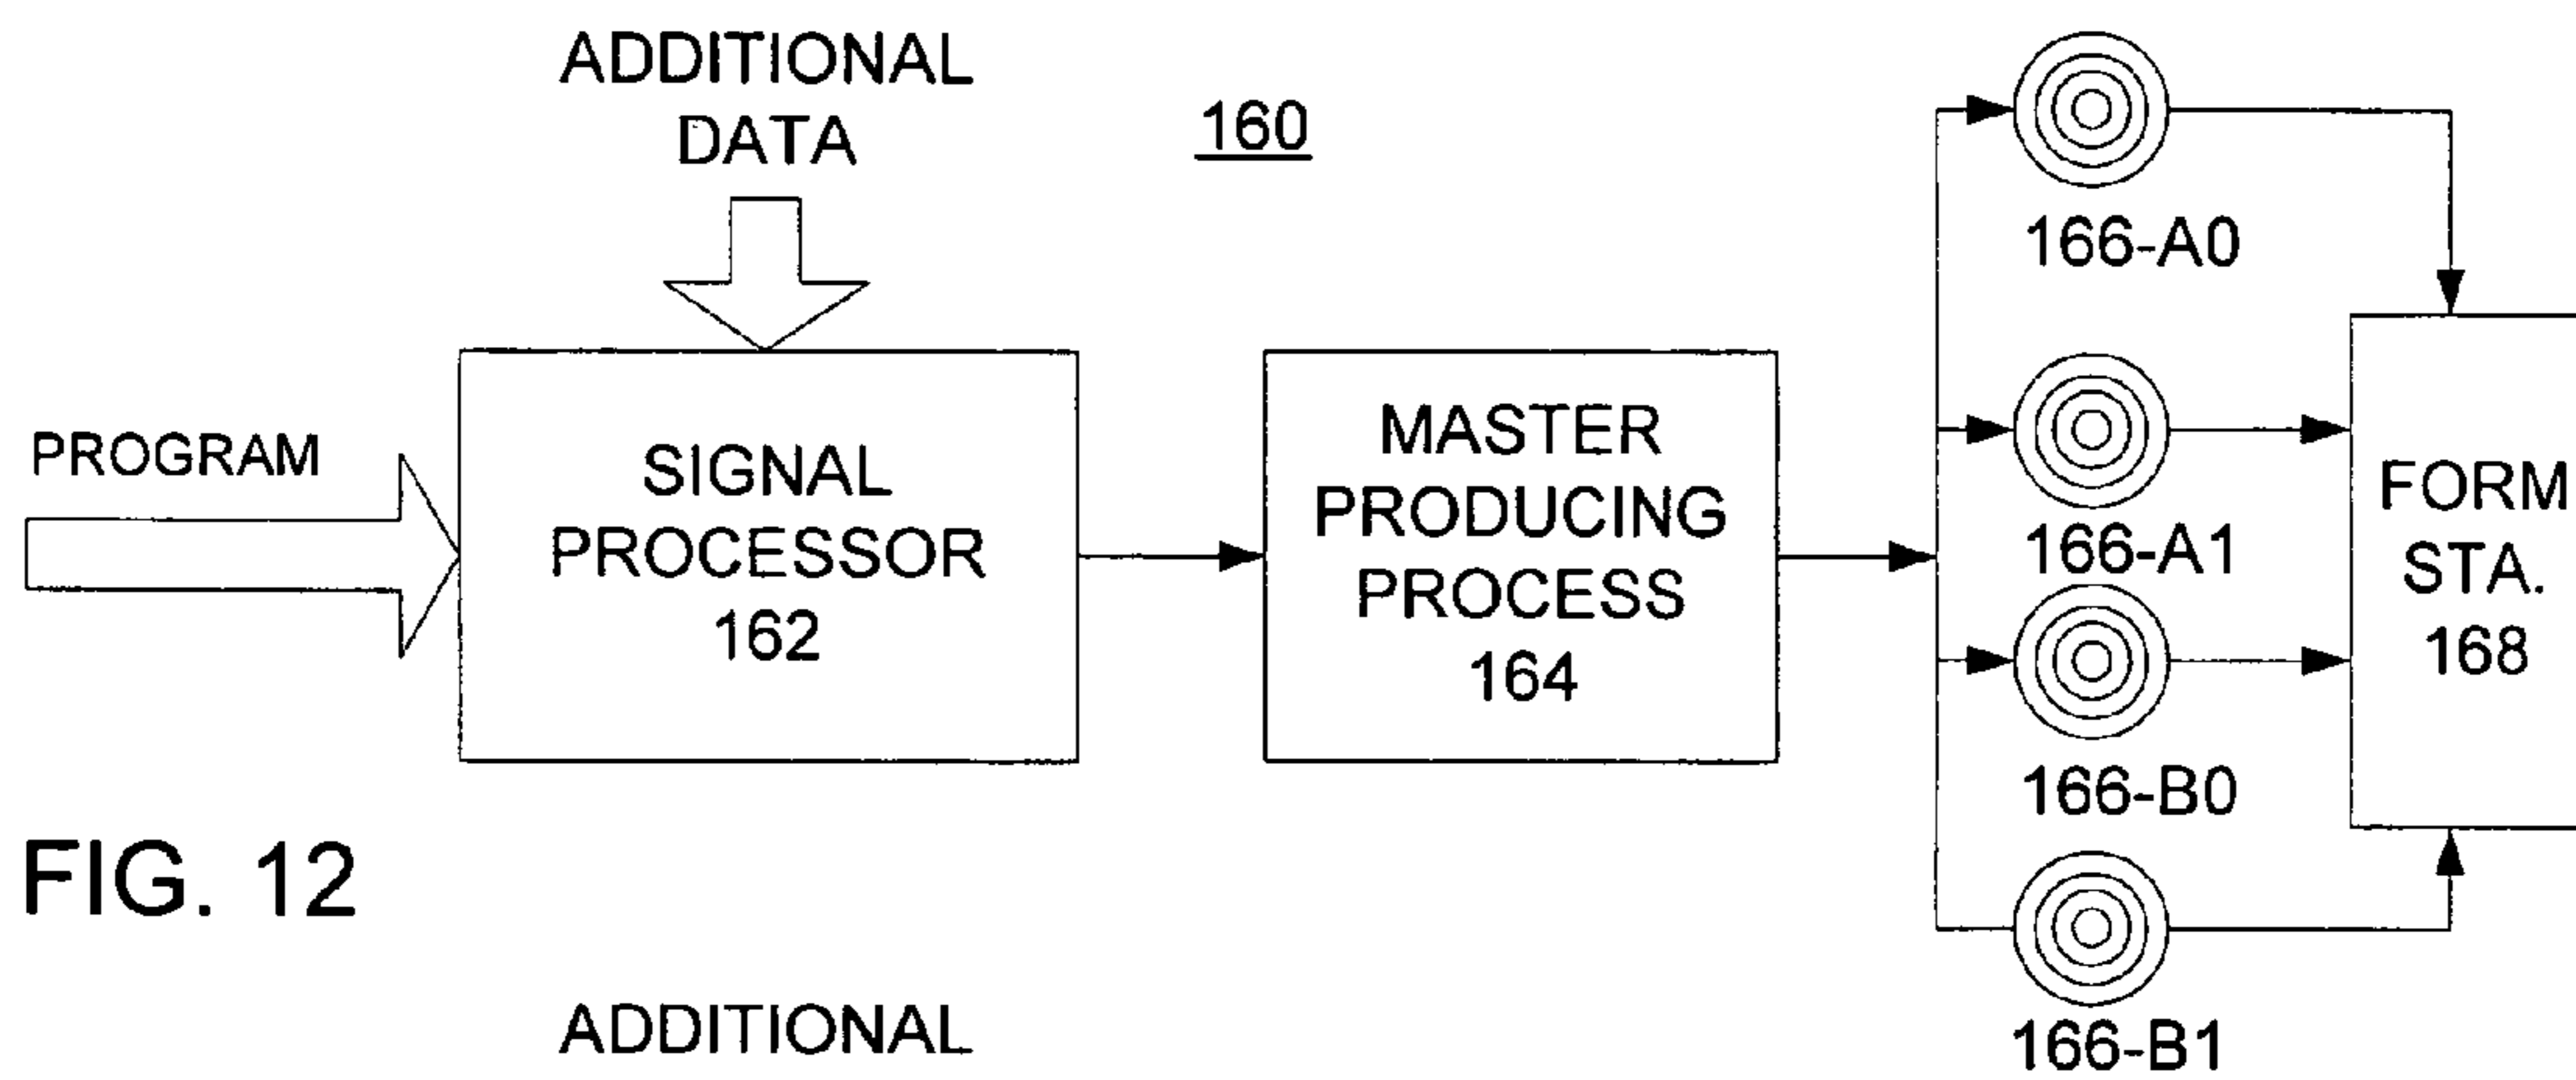 ADDITIONAL
DATA
160
PROGRAM
SIGNAL
PROCESSOR
162
MASTER
PRODUCING
PROCESS
164
166-A0
166-A1
166-B0
166-B1
FORM
STA.
168
FIG. 12
ADDITIONAL